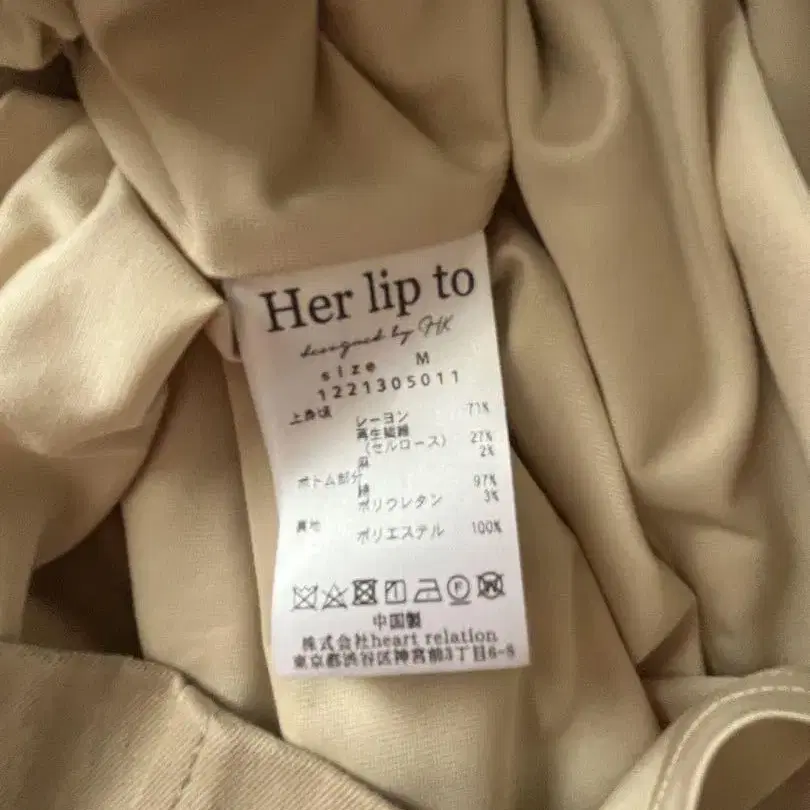 Her lip to
designed by HK
size M
1221305011
上身頃
レーヨン 71%
再生繊維
(セルロース) 27%
麻 2%
ボトム部分
綿 97%
ポリウレタン 3%
裏地
ポリエステル 100%
中国製
株式会社heart relation
東京都渋谷区神宮前3丁目6-8